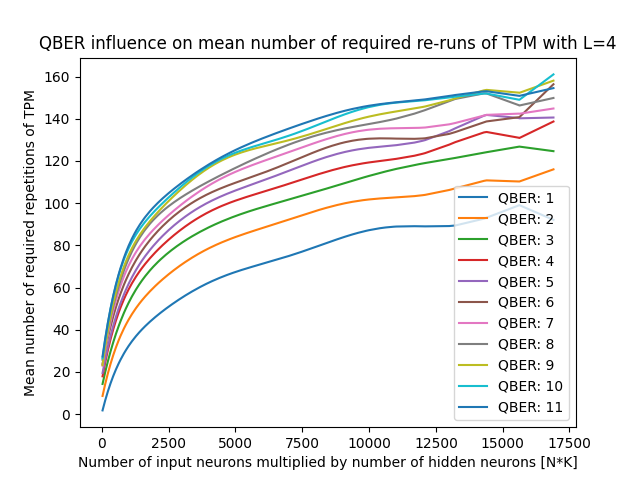 QBER influence on mean number of required re-runs of TPM with L=4
Mean number of required repetitions of TPM
160
140
120
100
80
60
40
20
0
QBER: 1
QBER: 2
QBER: 3
QBER: 4
QBER: 5
QBER: 6
QBER: 7
QBER: 8
QBER: 9
QBER: 10
QBER: 11
0 2500 5000 7500 10000 12500 15000 17500
Number of input neurons multiplied by number of hidden neurons [N*K]